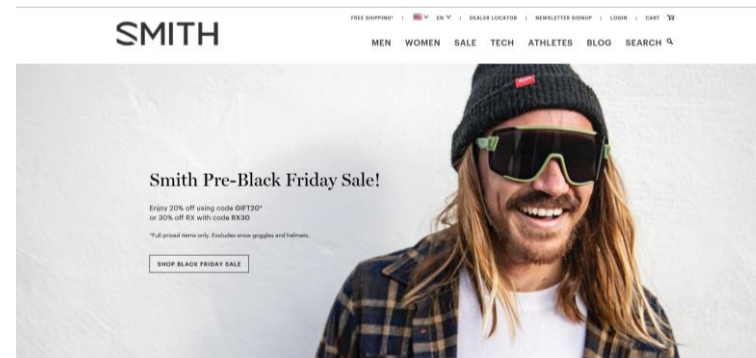 FREE SHIPPING* | EN | DEALER LOCATOR | NEWSLETTER SIGNUP | LOGIN | CART
SMITH
MEN WOMEN SALE TECH ATHLETES BLOG SEARCH
Smith Pre-Black Friday Sale!
Enjoy 20% off using code GIFT20*
or 30% off RX with code RX30
*Full priced items only. Excludes snow goggles and helmets.
SHOP BLACK FRIDAY SALE